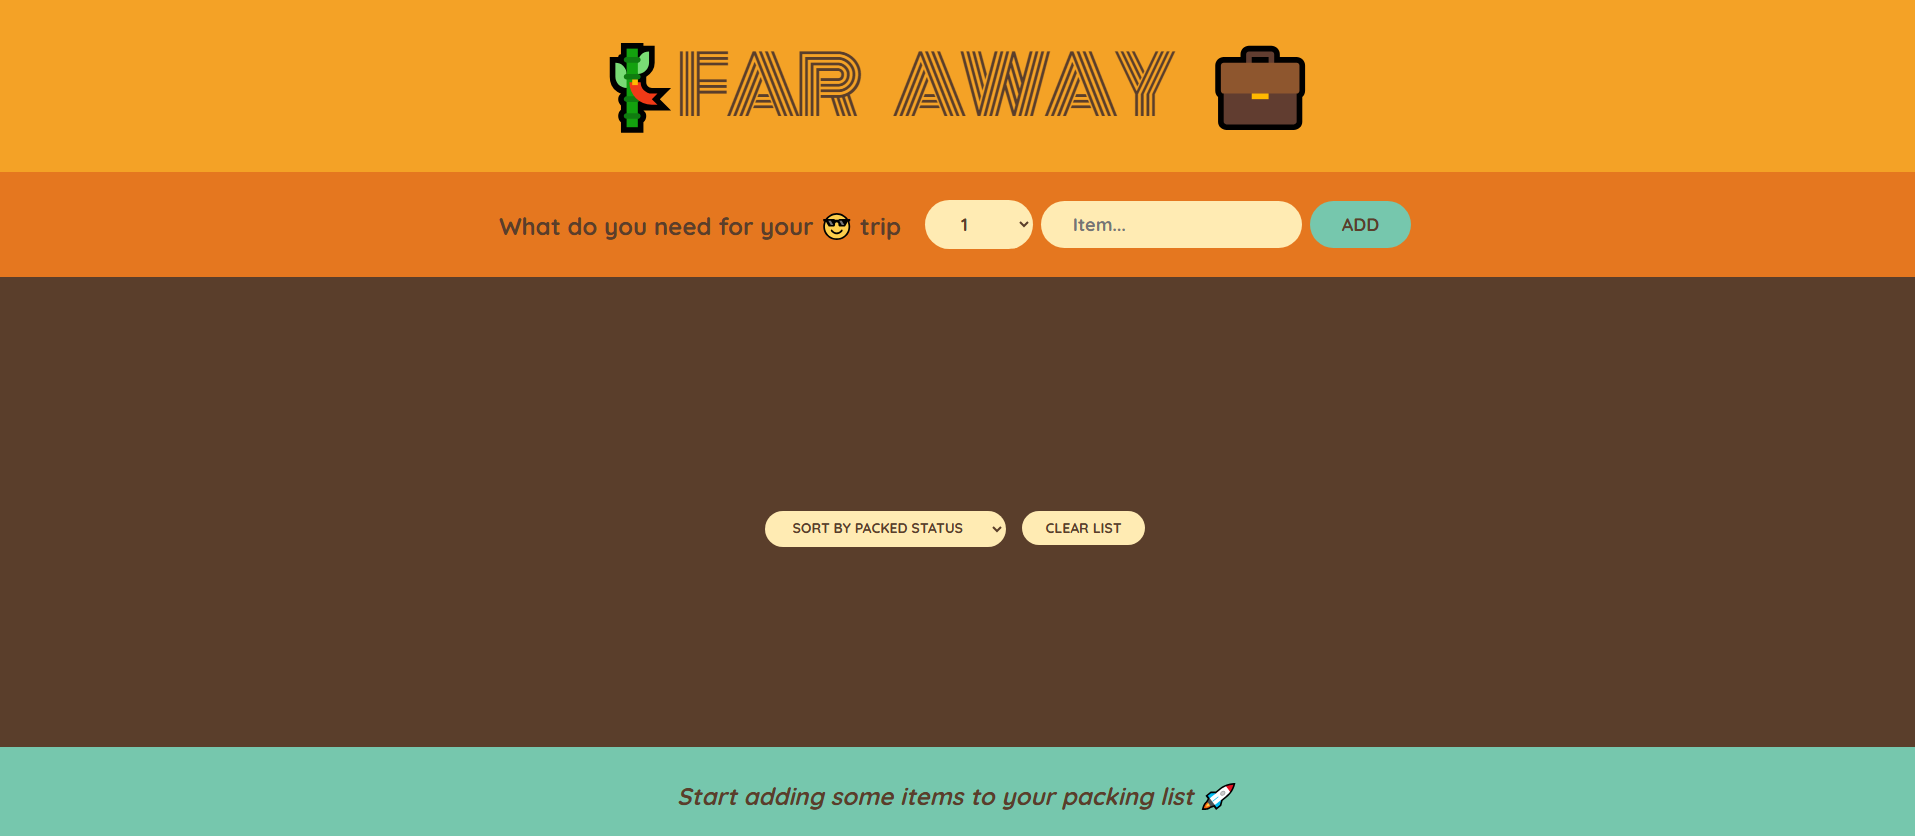 FAR AWAY
What do you need for your 😎 trip
1
Item...
ADD
SORT BY PACKED STATUS
CLEAR LIST
Start adding some items to your packing list 🚀